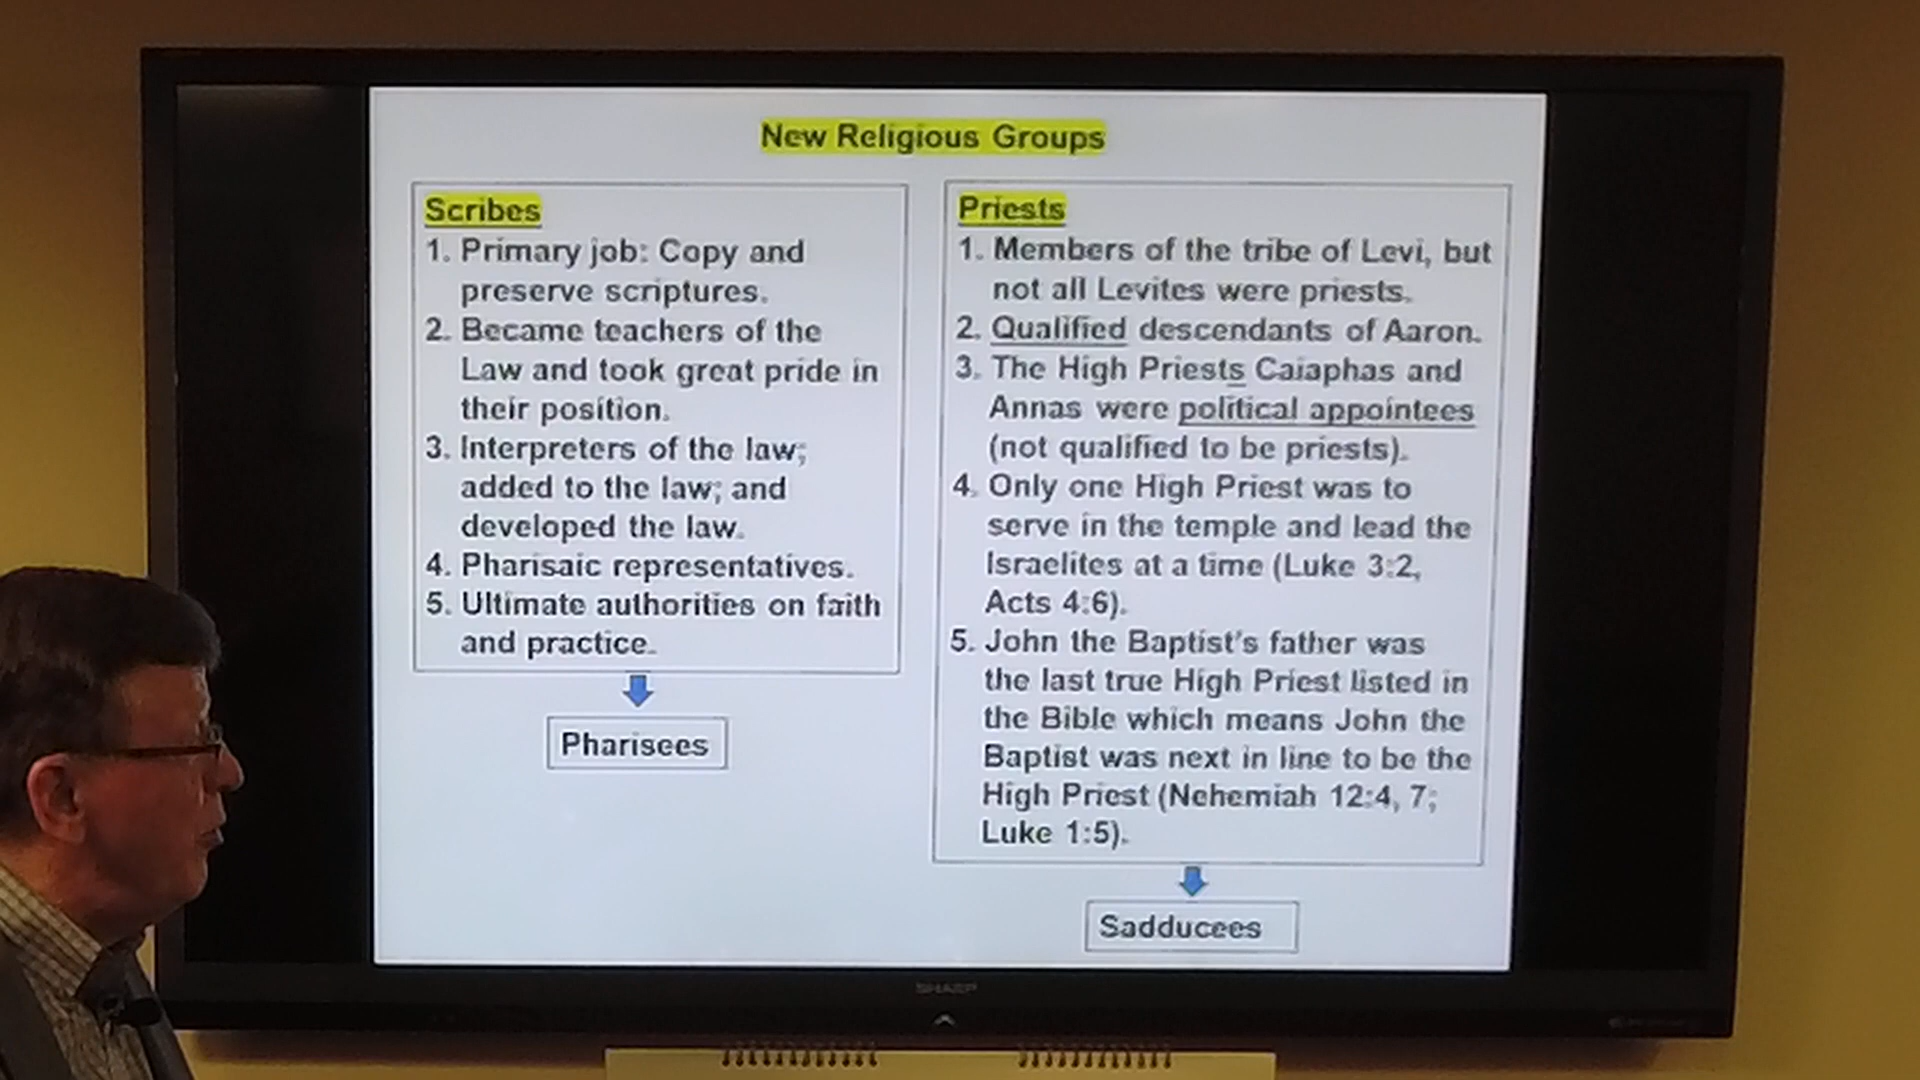 New Religious Groups
Scribes
1. Primary job: Copy and
preserve scriptures.
2. Became teachers of the
Law and took great pride in
their position.
3. Interpreters of the law;
added to the law; and
developed the law.
4. Pharisaic representatives.
5. Ultimate authorities on faith
and practice.
Pharisees
Priests
1. Members of the tribe of Levi, but
not all Levites were priests.
2. Qualified descendants of Aaron.
3. The High Priests Caiaphas and
Annas were political appointees
(not qualified to be priests).
4. Only one High Priest was to
serve in the temple and lead the
Israelites at a time (Luke 3:2,
Acts 4:6).
5. John the Baptist's father was
the last true High Priest listed in
the Bible which means John the
Baptist was next in line to be the
High Priest (Nehemiah 12:4, 7;
Luke 1:5).
Sadducees
SHARP